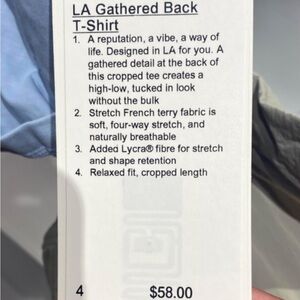 LA Gathered Back
T-Shirt
1. A reputation, a vibe, a way of
life. Designed in LA for you. A
gathered detail at the back of
this cropped tee creates a
high-low, tucked in look
without the bulk
2. Stretch French terry fabric is
soft, four-way stretch, and
naturally breathable
3. Added Lycra® fibre for stretch
and shape retention
4. Relaxed fit, cropped length
4 $58.00